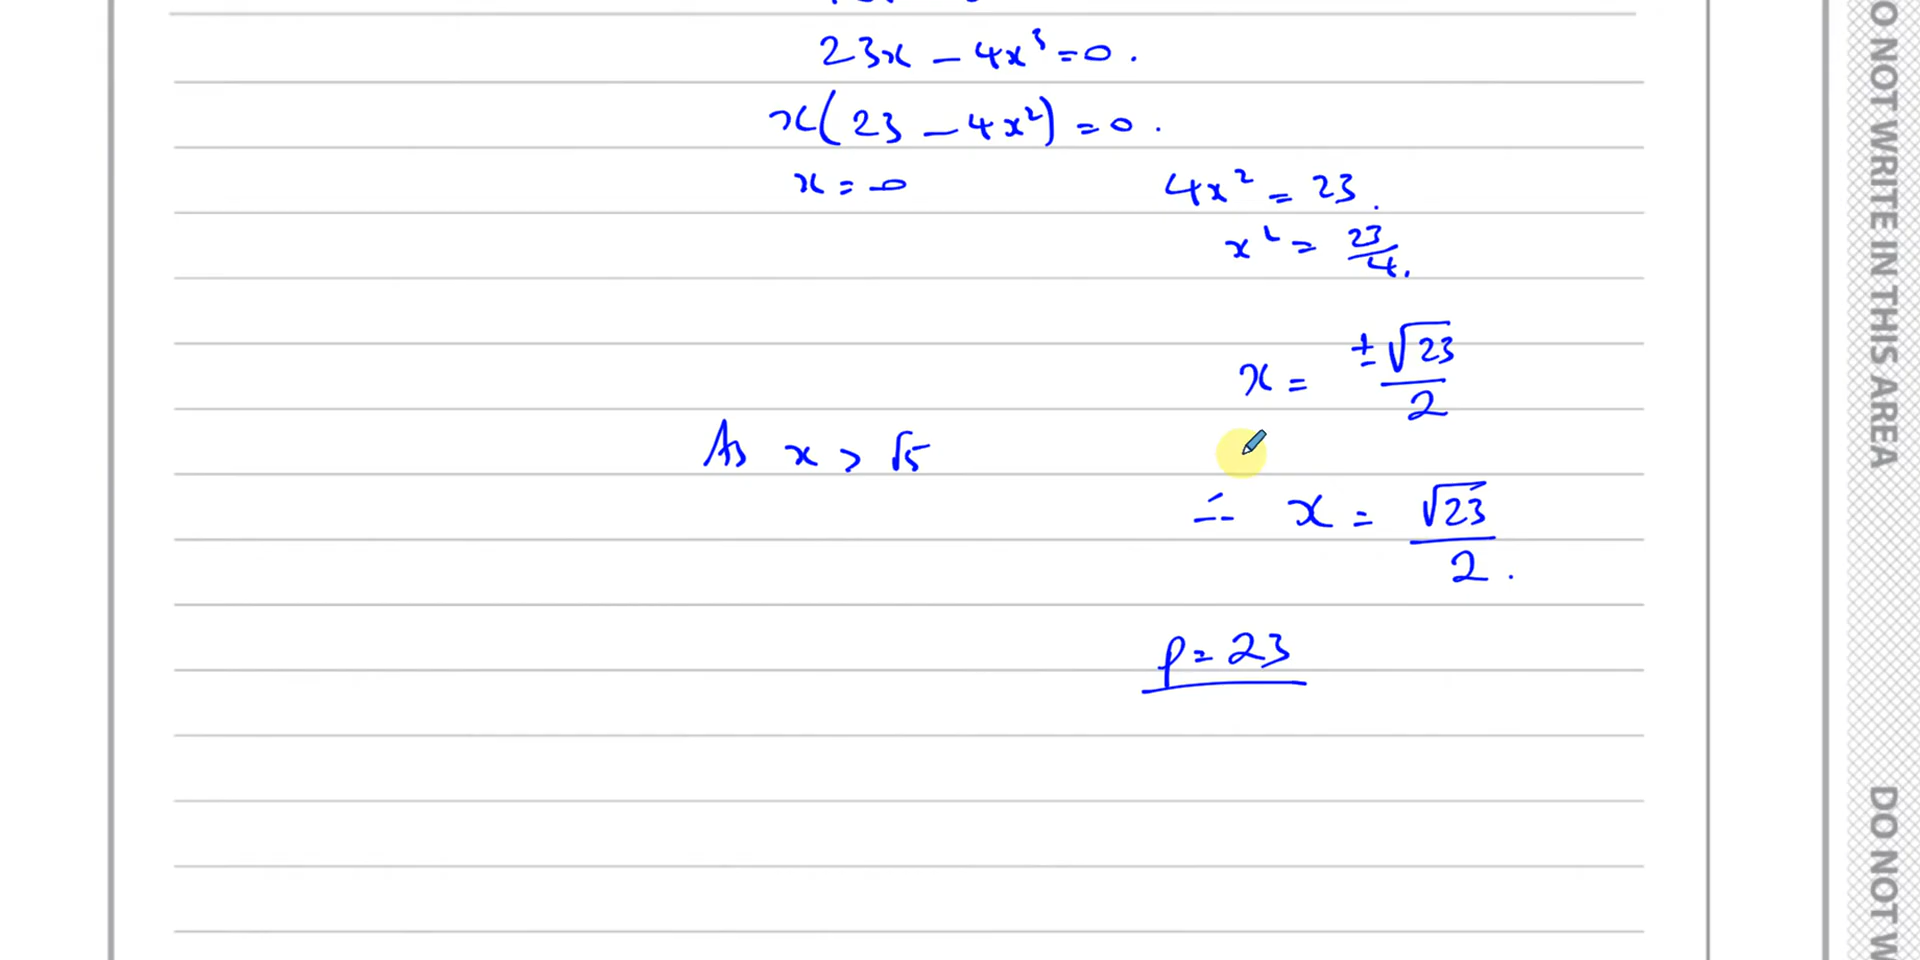 23x - 4x³ = 0.
x(23 - 4x²) = 0.
x = 0
4x² = 23.
x² = 23/4.
x = ±√23/2
As x > √5
∴ x = √23/2.
p = 23
O NOT WRITE IN THIS AREA
DO NOT W